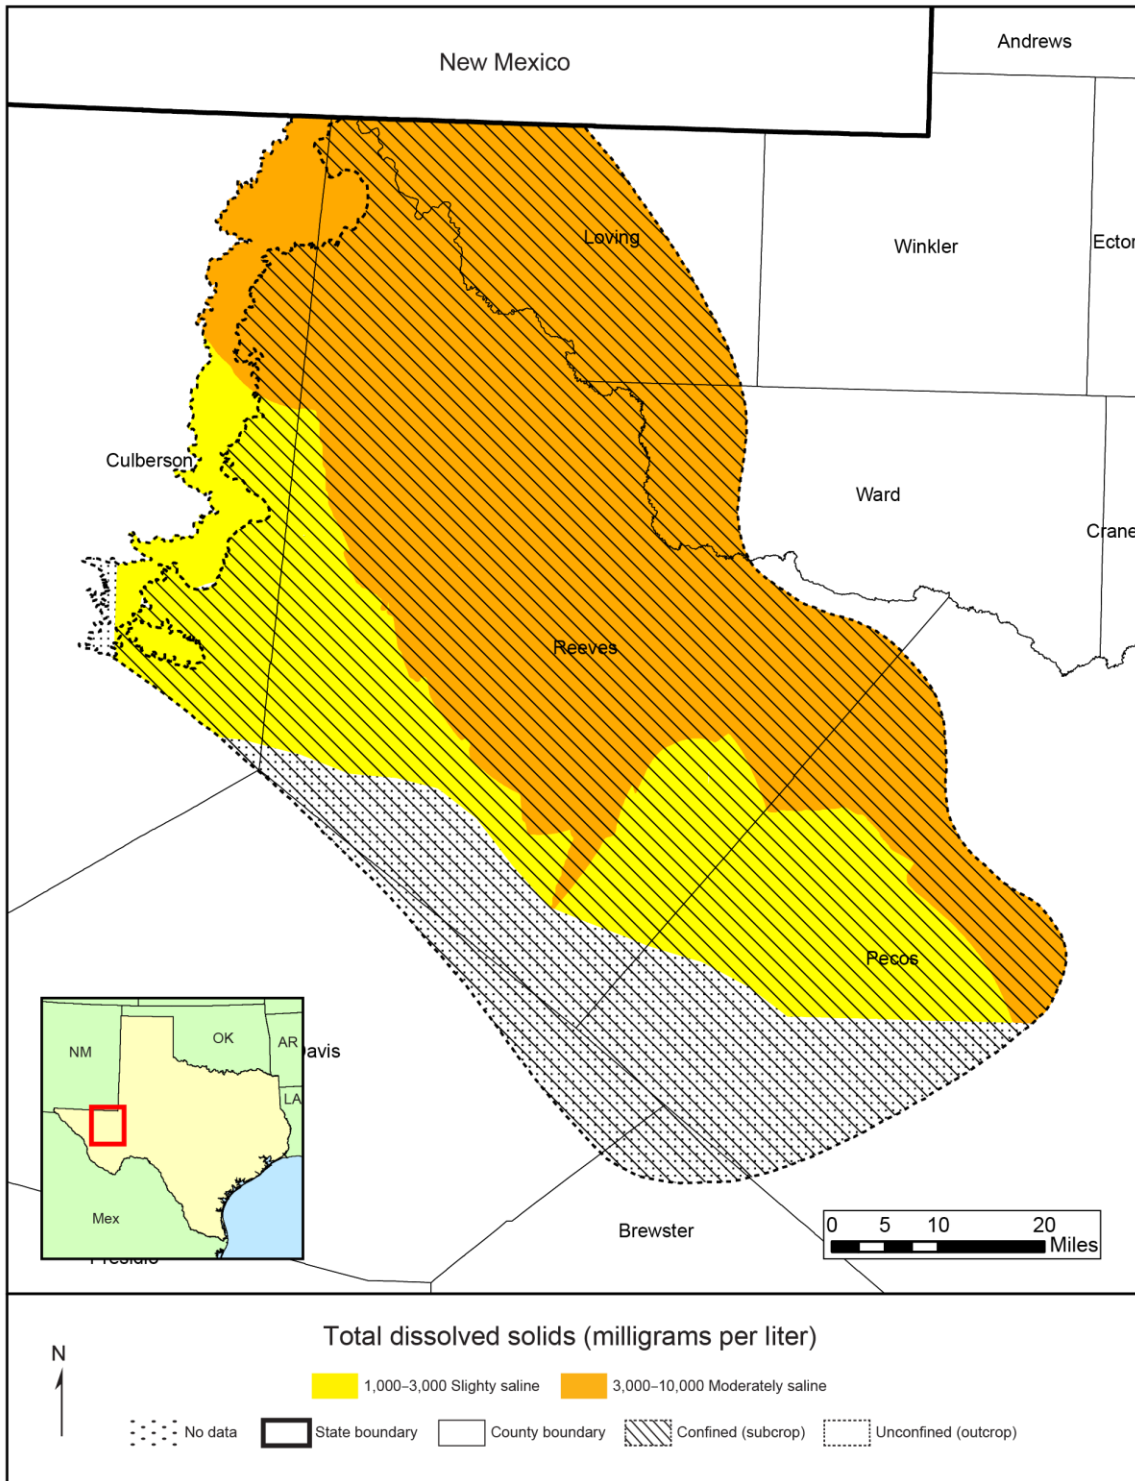 New Mexico
Andrews
Loving
Winkler
Ector
Culberson
Ward
Crane
Reeves
Pecos
NM
OK
AR
LA
Mex
avis
Brewster
Presidio
0 5 10 20
Miles
Total dissolved solids (milligrams per liter)
N
1,000–3,000 Slighty saline
3,000–10,000 Moderately saline
No data
State boundary
County boundary
Confined (subcrop)
Unconfined (outcrop)